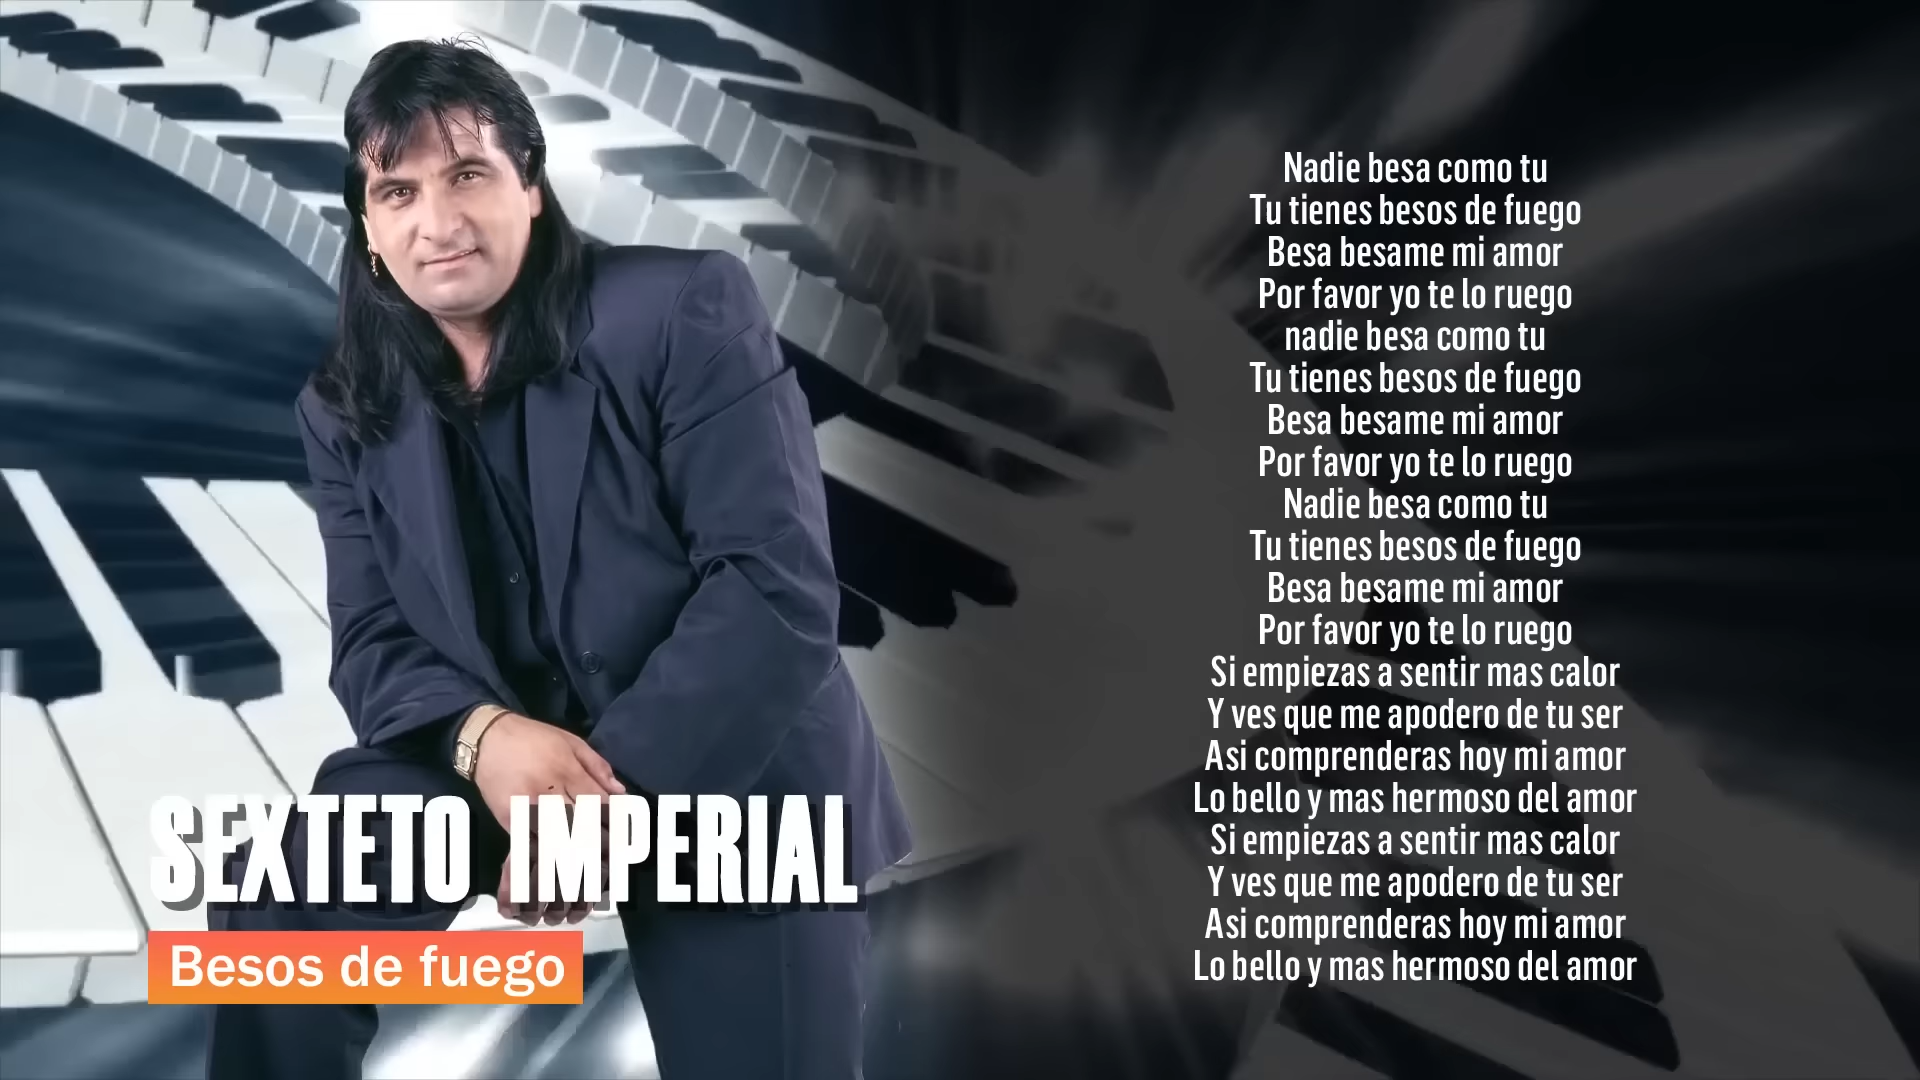 SEXTETO IMPERIAL
Besos de fuego
Nadie besa como tu
Tu tienes besos de fuego
Besa besame mi amor
Por favor yo te lo ruego
nadie besa como tu
Tu tienes besos de fuego
Besa besame mi amor
Por favor yo te lo ruego
Nadie besa como tu
Tu tienes besos de fuego
Besa besame mi amor
Por favor yo te lo ruego
Si empiezas a sentir mas calor
Y ves que me apodero de tu ser
Asi comprenderas hoy mi amor
Lo bello y mas hermoso del amor
Si empiezas a sentir mas calor
Y ves que me apodero de tu ser
Asi comprenderas hoy mi amor
Lo bello y mas hermoso del amor